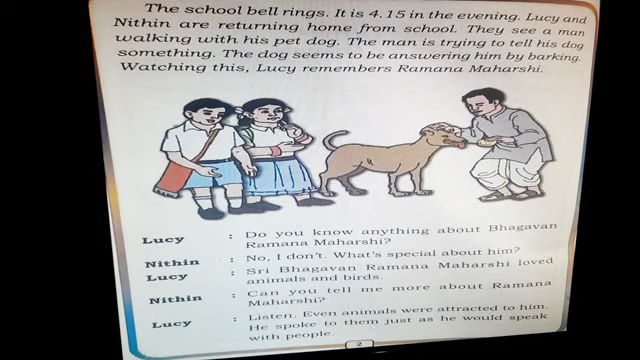 The school bell rings. It is 4.15 in the evening. Lucy and
Nithin are returning home from school. They see a man
walking with his pet dog. The man is trying to tell his dog
something. The dog seems to be answering him by barking.
Watching this, Lucy remembers Ramana Maharshi.
Lucy : Do you know anything about Bhagavan
Ramana Maharshi?
Nithin : No, I don't. What's special about him?
Lucy : Sri Bhagavan Ramana Maharshi loved
animals and birds.
Nithin : Can you tell me more about Ramana
Maharshi?
Lucy : Listen. Even animals were attracted to him.
He spoke to them just as he would speak
with people.
2